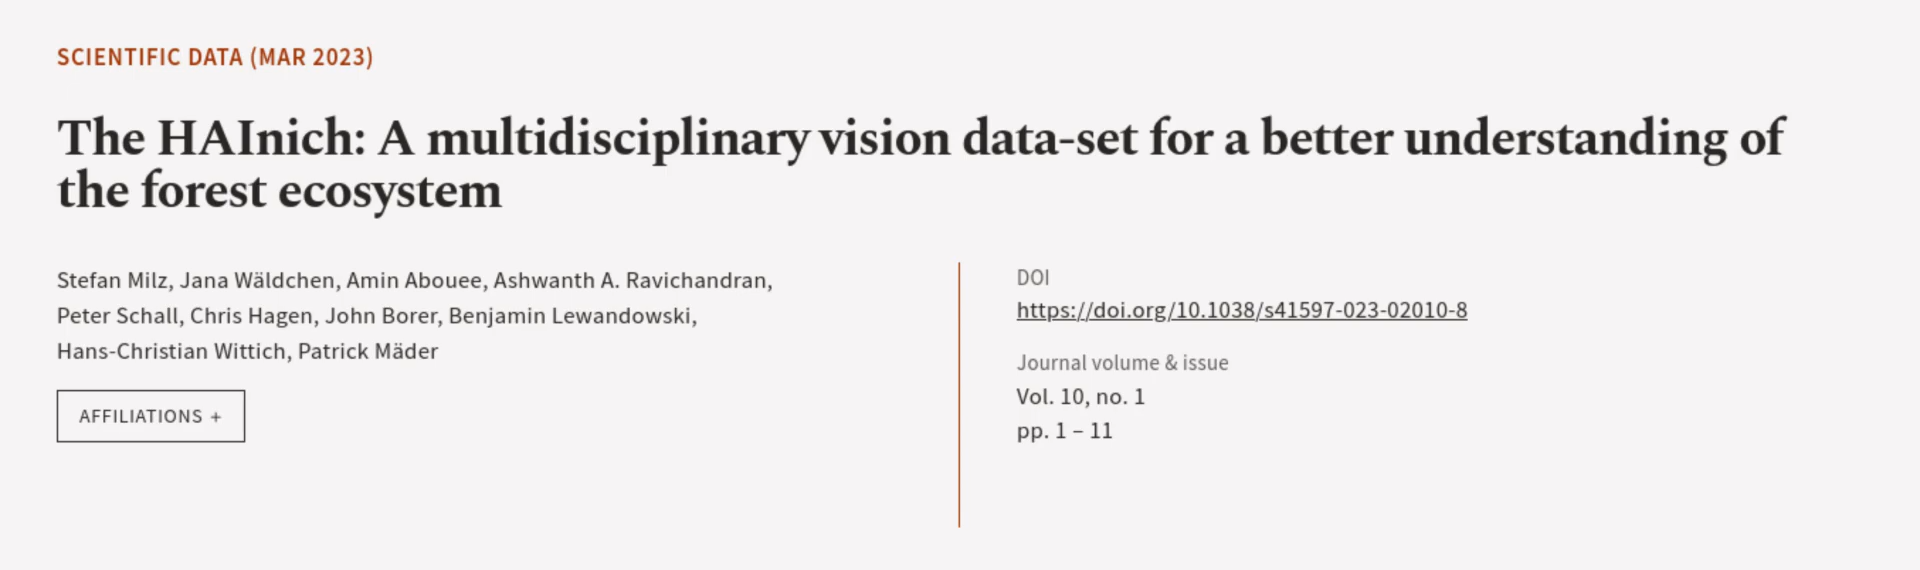 SCIENTIFIC DATA (MAR 2023)
The HAInich: A multidisciplinary vision data-set for a better understanding of
the forest ecosystem
Stefan Milz, Jana Wäldchen, Amin Abouee, Ashwanth A. Ravichandran,
Peter Schall, Chris Hagen, John Borer, Benjamin Lewandowski,
Hans-Christian Wittich, Patrick Mäder
AFFILIATIONS +
DOI
https://doi.org/10.1038/s41597-023-02010-8
Journal volume & issue
Vol. 10, no. 1
pp. 1 – 11